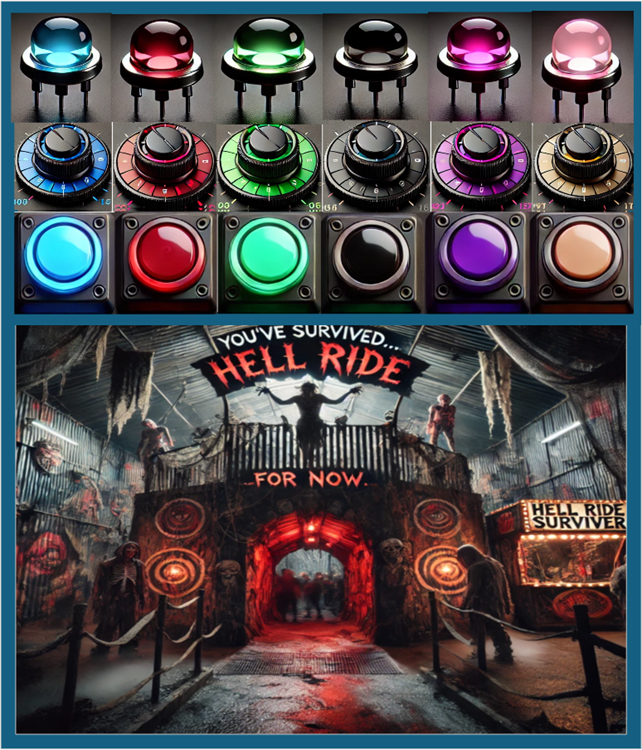 YOU'VE SURVIVED...
HELL RIDE
...FOR NOW...
HELL RIDE
SURVIVER